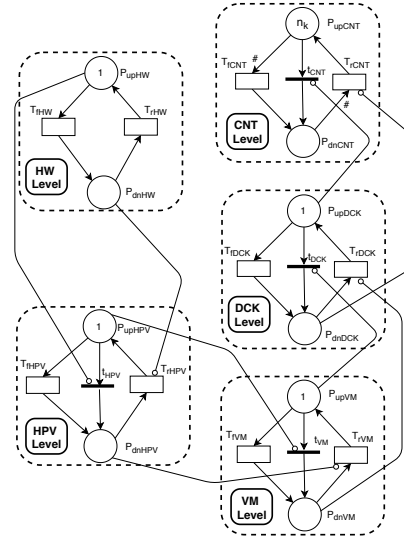 1
P_upHW
T_fHW
T_rHW
HW
Level
P_dnHW
n_k
P_upCNT
T_fCNT
#
t_CNT
T_rCNT
#
CNT
Level
P_dnCNT
1
P_upDCK
T_fDCK
t_DCK
T_rDCK
DCK
Level
P_dnDCK
1
P_upHPV
T_fHPV
t_HPV
T_rHPV
HPV
Level
P_dnHPV
1
P_upVM
T_fVM
t_VM
T_rVM
VM
Level
P_dnVM